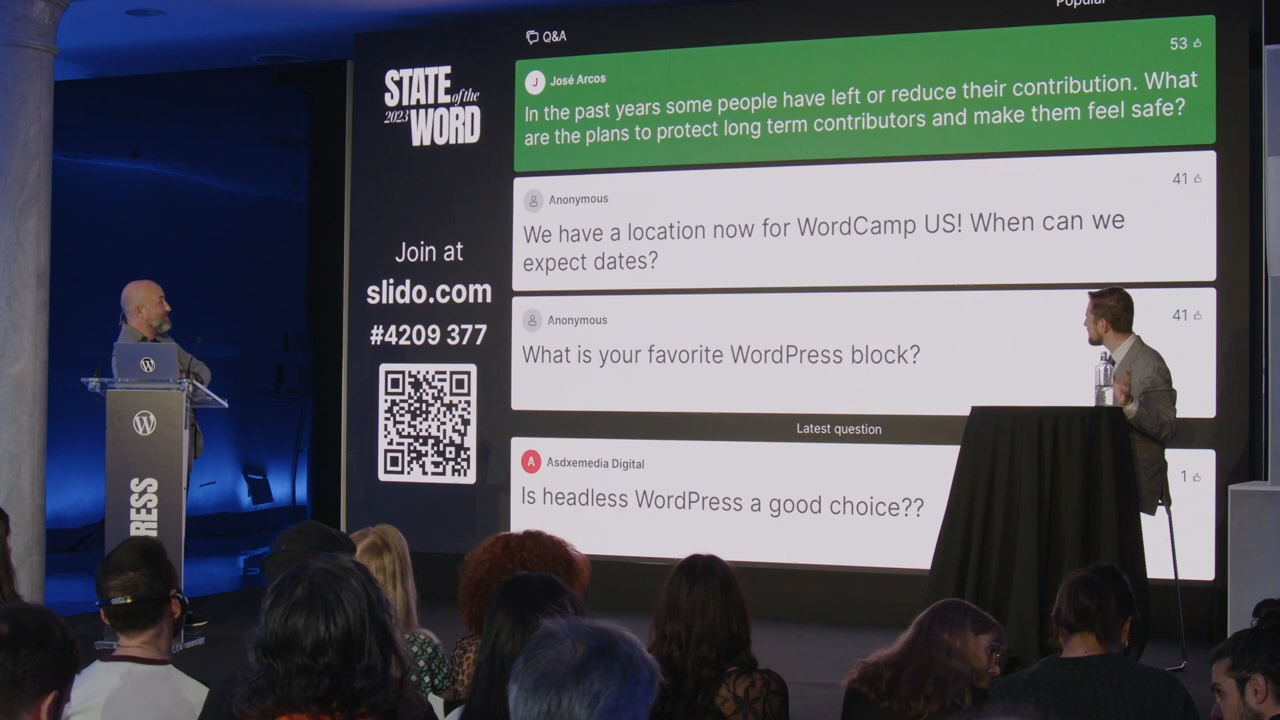 Popular
Q&A
STATE of the
2023 WORD
Join at
slido.com
#4209 377
J José Arcos
53
In the past years some people have left or reduce their contribution. What
are the plans to protect long term contributors and make them feel safe?
Anonymous
41
We have a location now for WordCamp US! When can we
expect dates?
Anonymous
41
What is your favorite WordPress block?
Latest question
A Asdxemedia Digital
1
Is headless WordPress a good choice??
W
W
RESS